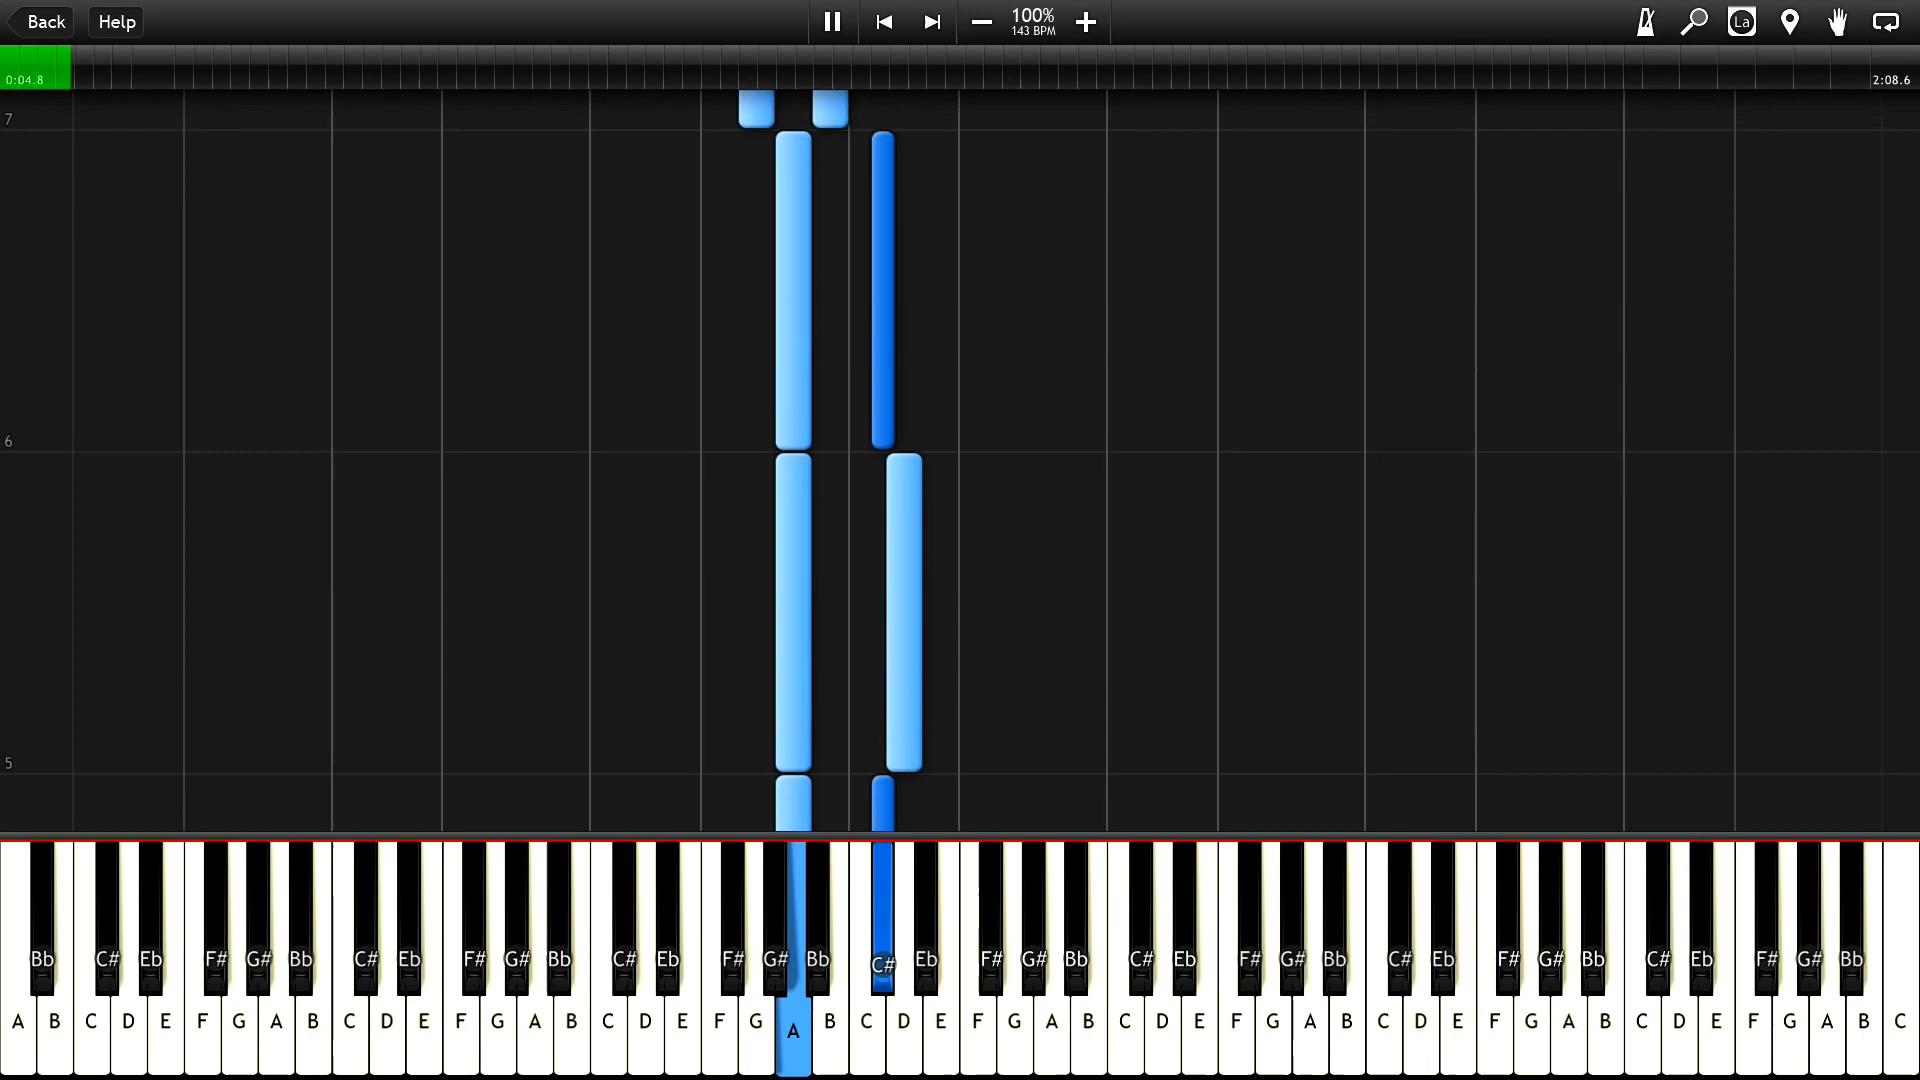 Back Help 100% La
143 BPM
0:04.8 2:08.6
7
6
5
Bb C# Eb F# G# Bb C# Eb F# G# Bb C# Eb F# G# Bb C# Eb F# G# Bb C# Eb F# G# Bb C# Eb F# G# Bb C# Eb F# G# Bb
A B C D E F G A B C D E F G A B C D E F G A B C D E F G A B C D E F G A B C D E F G A B C D E F G A B C